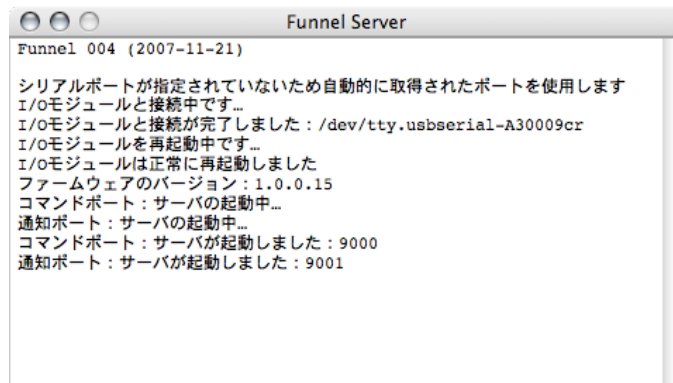 Funnel Server
Funnel 004 (2007-11-21)
シリアルポートが指定されていないため自動的に取得されたポートを使用します
I/Oモジュールと接続中です…
I/Oモジュールと接続が完了しました：/dev/tty.usbserial-A30009cr
I/Oモジュールを再起動中です…
I/Oモジュールは正常に再起動しました
ファームウェアのバージョン：1.0.0.15
コマンドポート：サーバの起動中…
通知ポート：サーバの起動中…
コマンドポート：サーバが起動しました：9000
通知ポート：サーバが起動しました：9001